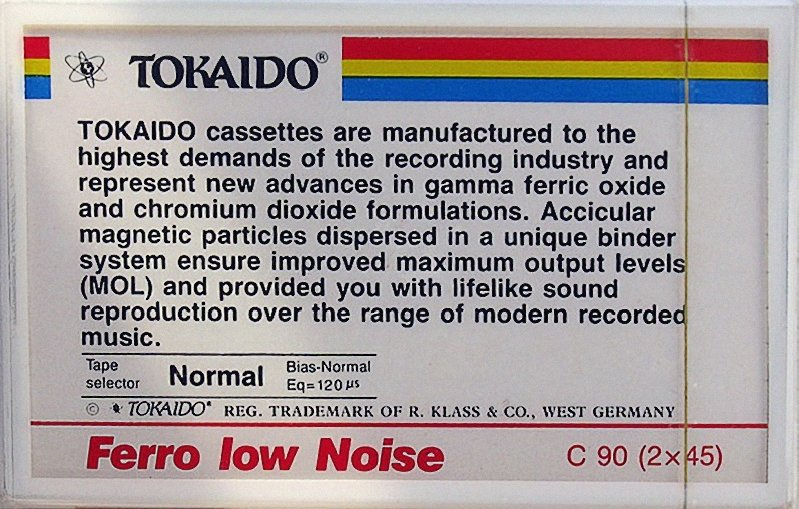 TOKAIDO®
TOKAIDO cassettes are manufactured to the
highest demands of the recording industry and
represent new advances in gamma ferric oxide
and chromium dioxide formulations. Accicular
magnetic particles dispersed in a unique binder
system ensure improved maximum output levels
(MOL) and provided you with lifelike sound
reproduction over the range of modern recorded
music.
Tape selector Normal Bias-Normal Eq=120 µs
© TOKAIDO® REG. TRADEMARK OF R. KLASS & CO., WEST GERMANY
Ferro low Noise C 90 (2×45)